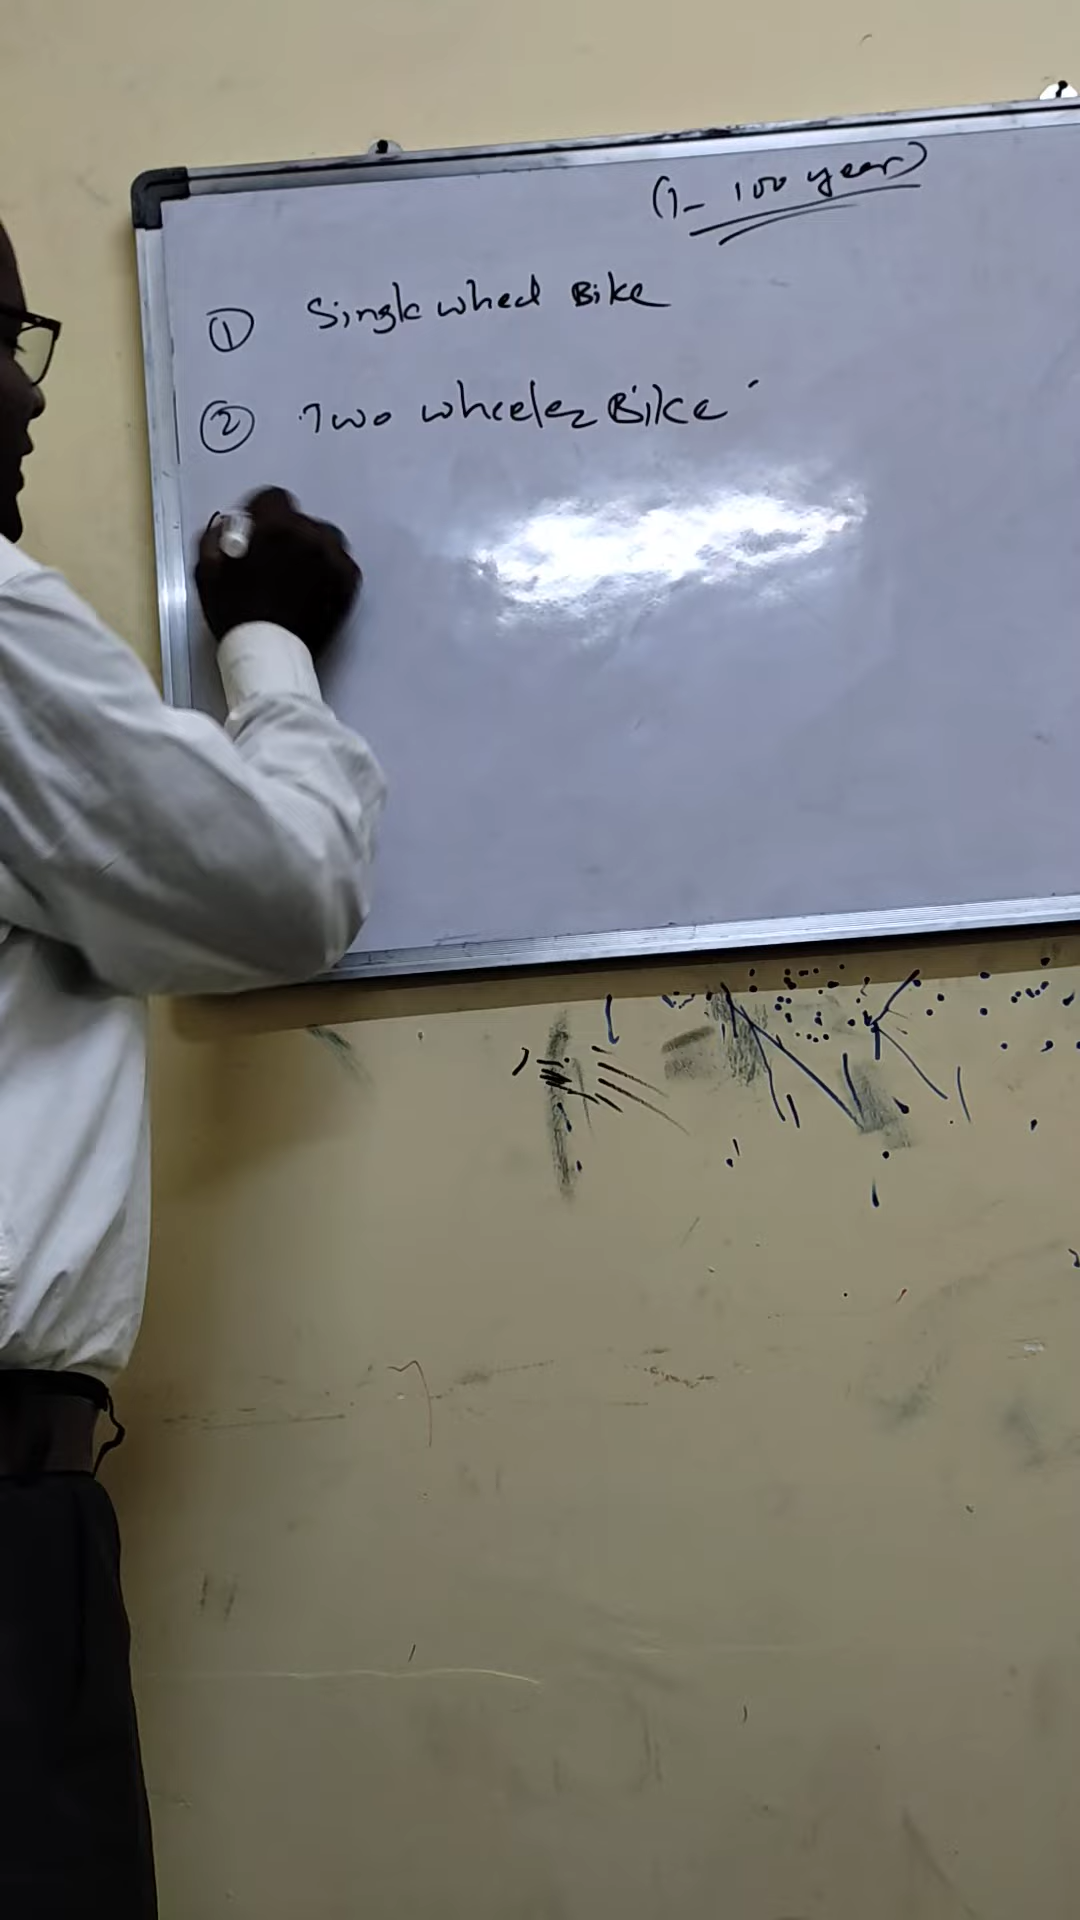 (1- 100 year)
① Single wheel Bike
② Two wheeler Bike